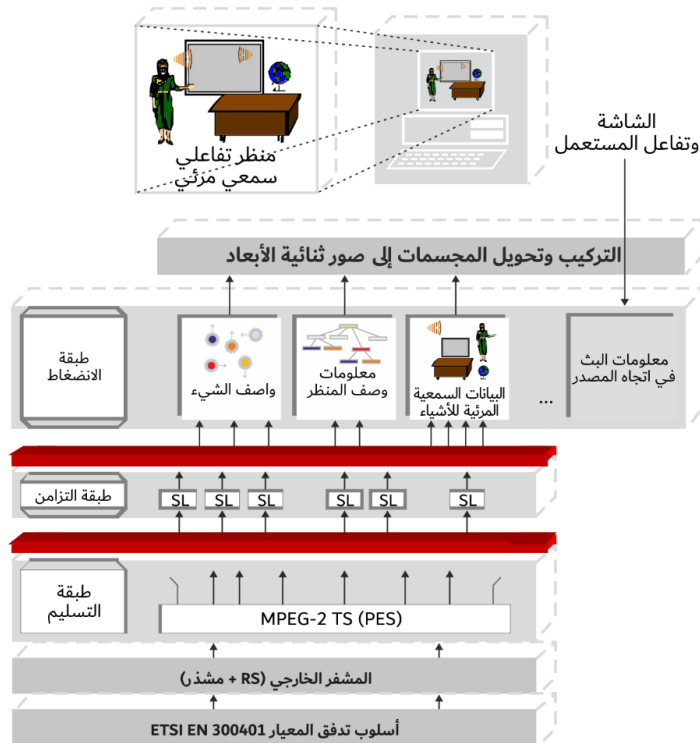 منظر تفاعلي
سمعي مرئي
الشاشة
وتفاعل المستعمل
التركيب وتحويل المجسمات إلى صور ثنائية الأبعاد
طبقة
الانضغاط
واصف الشيء
معلومات
وصف المنظر
البيانات السمعية
المرئية للأشياء
...
معلومات البث
في اتجاه المصدر
طبقة التزامن
SL
SL
SL
SL
SL
SL
طبقة
التسليم
MPEG-2 TS (PES)
المشفر الخارجي (RS + مشذر)
أسلوب تدفق المعيار ETSI EN 300401